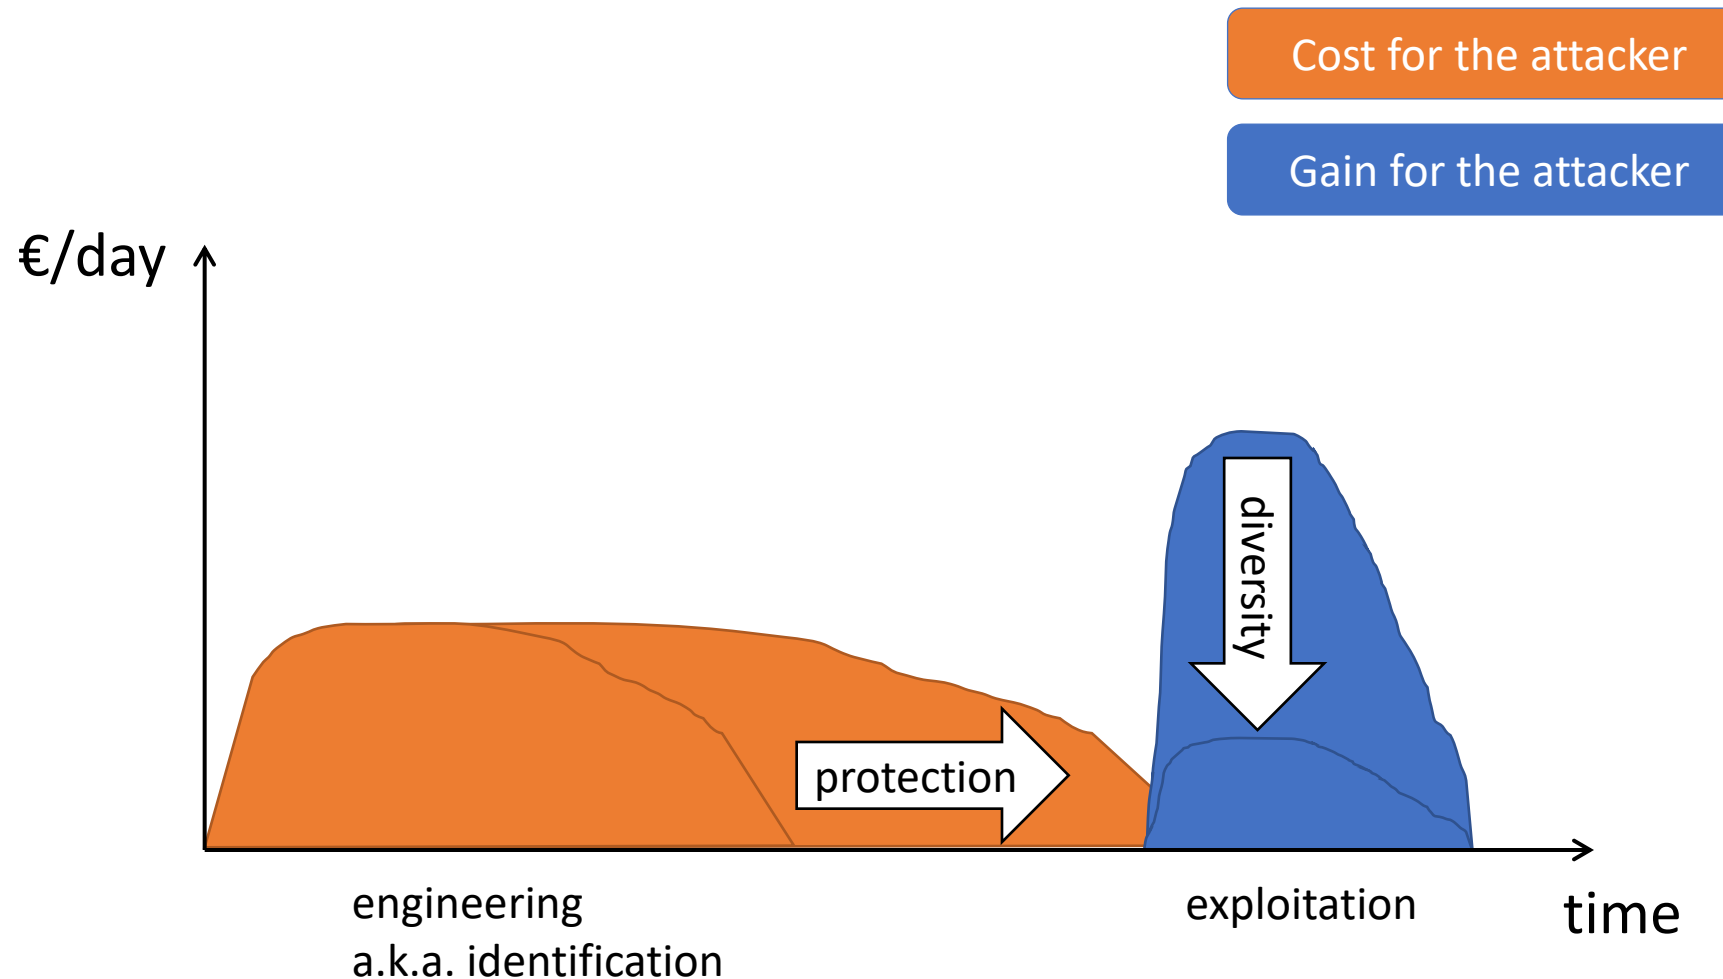 Cost for the attacker
Gain for the attacker
€/day
diversity
protection
engineering
a.k.a. identification
exploitation
time